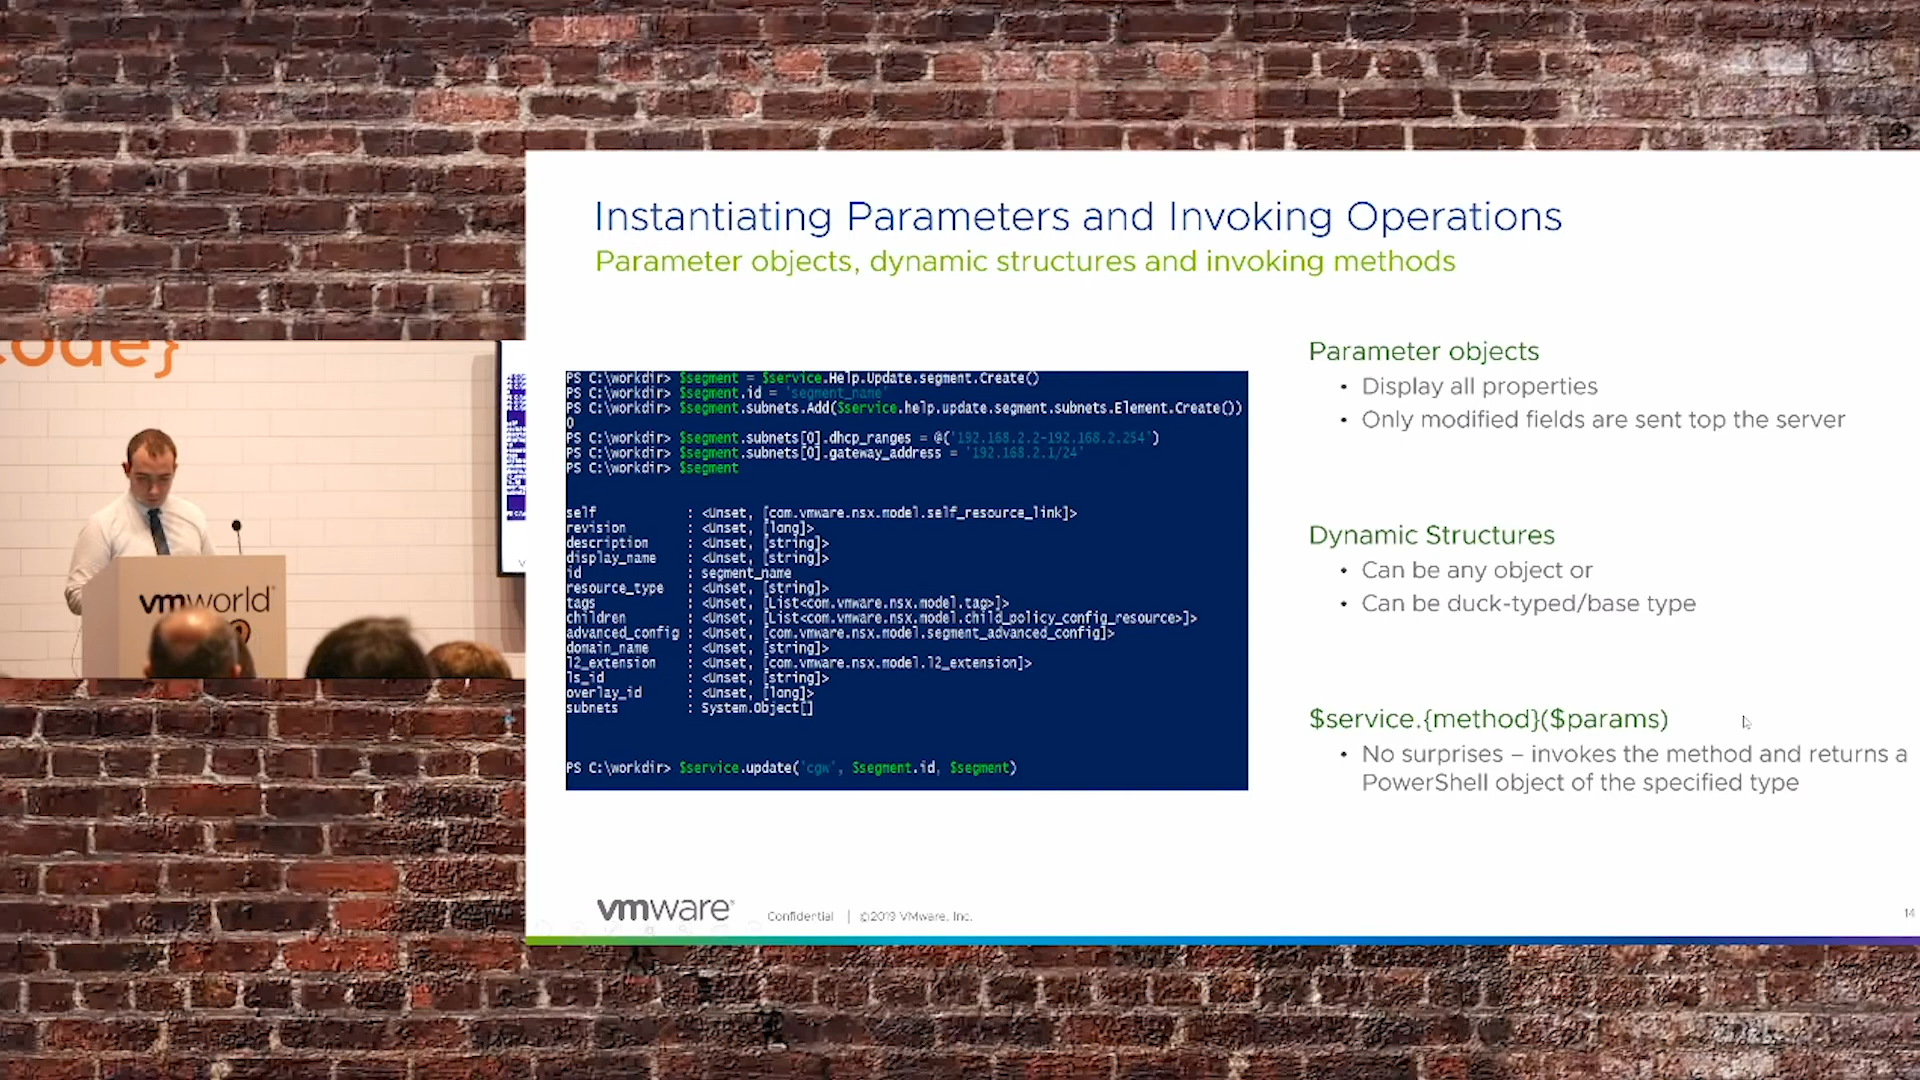 Instantiating Parameters and Invoking Operations
Parameter objects, dynamic structures and invoking methods
PS C:\workdir> $segment = $service.Help.Update.segment.Create()
PS C:\workdir> $segment.id = 'segment_name'
PS C:\workdir> $segment.subnets.Add($service.help.update.segment.subnets.Element.Create())
0
PS C:\workdir> $segment.subnets[0].dhcp_ranges = @('192.168.2.2-192.168.2.254')
PS C:\workdir> $segment.subnets[0].gateway_address = '192.168.2.1/24'
PS C:\workdir> $segment
self : <Unset, [com.vmware.nsx.model.self_resource_link]>
revision : <Unset, [long]>
description : <Unset, [string]>
display_name : <Unset, [string]>
id : segment_name
resource_type : <Unset, [string]>
tags : <Unset, [List<com.vmware.nsx.model.tag>]>
children : <Unset, [List<com.vmware.nsx.model.child_policy_config_resource>]>
advanced_config : <Unset, [com.vmware.nsx.model.segment_advanced_config]>
domain_name : <Unset, [string]>
l2_extension : <Unset, [com.vmware.nsx.model.l2_extension]>
ls_id : <Unset, [string]>
overlay_id : <Unset, [long]>
subnets : System.Object[]
PS C:\workdir> $service.update('cgw', $segment.id, $segment)
Parameter objects
• Display all properties
• Only modified fields are sent top the server
Dynamic Structures
• Can be any object or
• Can be duck-typed/base type
$service.{method}($params)
• No surprises – invokes the method and returns a
PowerShell object of the specified type
vmware® Confidential | ©2019 VMware, Inc.
14
code}
vmworld®